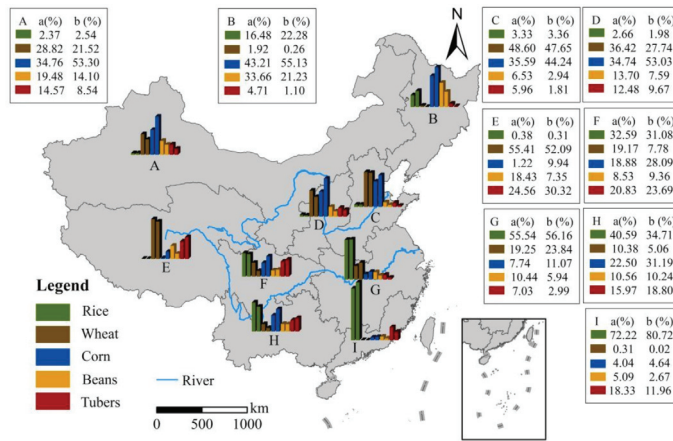 A a(%) b(%)
2.37 2.54
28.82 21.52
34.76 53.30
19.48 14.10
14.57 8.54
B a(%) b(%)
16.48 22.28
1.92 0.26
43.21 55.13
33.66 21.23
4.71 1.10
N
C a(%) b (%)
3.33 3.36
48.60 47.65
35.59 44.24
6.53 2.94
5.96 1.81
D a(%) b (%)
2.66 1.98
36.42 27.74
34.74 53.03
13.70 7.59
12.48 9.67
E a(%) b (%)
0.38 0.31
55.41 52.09
1.22 9.94
18.43 7.35
24.56 30.32
F a(%) b (%)
32.59 31.08
19.17 7.78
18.88 28.09
8.53 9.36
20.83 23.69
G a(%) b (%)
55.54 56.16
19.25 23.84
7.74 11.07
10.44 5.94
7.03 2.99
H a(%) b (%)
40.59 34.71
10.38 5.06
22.50 31.19
10.56 10.24
15.97 18.80
I a(%) b (%)
72.22 80.72
0.31 0.02
4.04 4.64
5.09 2.67
18.33 11.96
B
A
C
D
E
F
G
H
I
Legend
Rice
Wheat
Corn
Beans
Tubers
River
km
0 500 1000